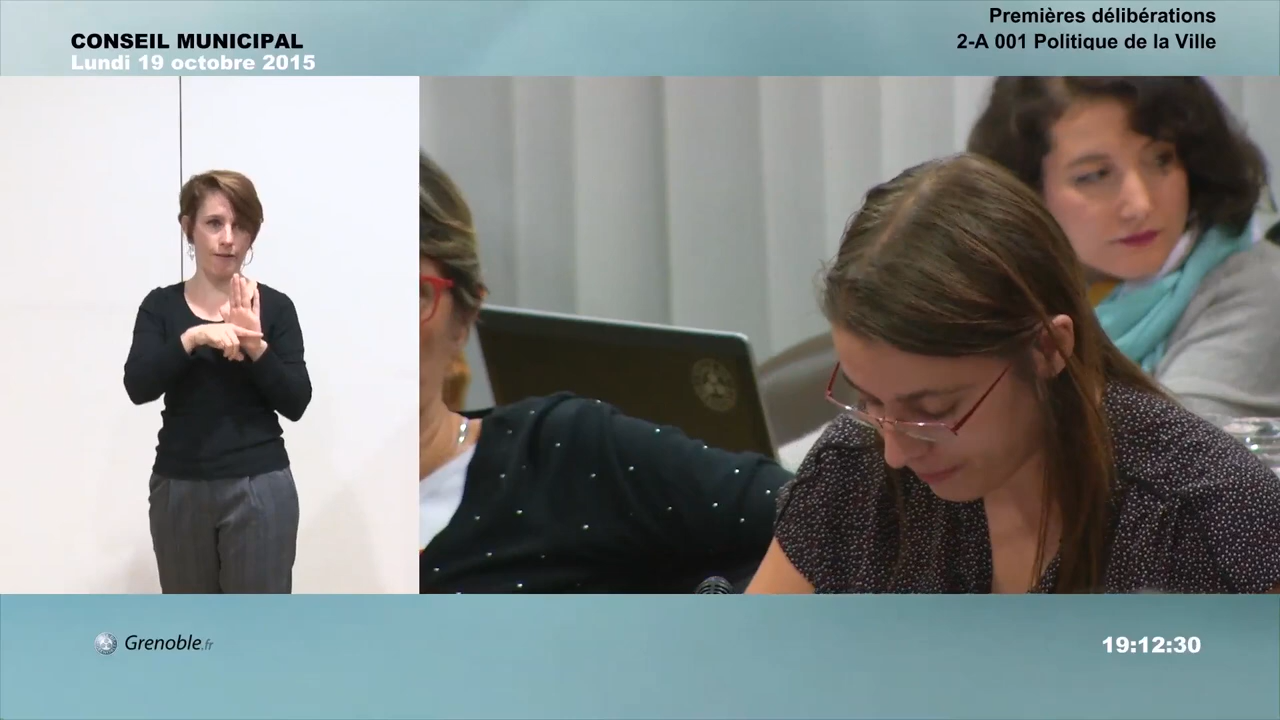 CONSEIL MUNICIPAL
Lundi 19 octobre 2015
Premières délibérations
2-A 001 Politique de la Ville
Grenoble.fr
19:12:30